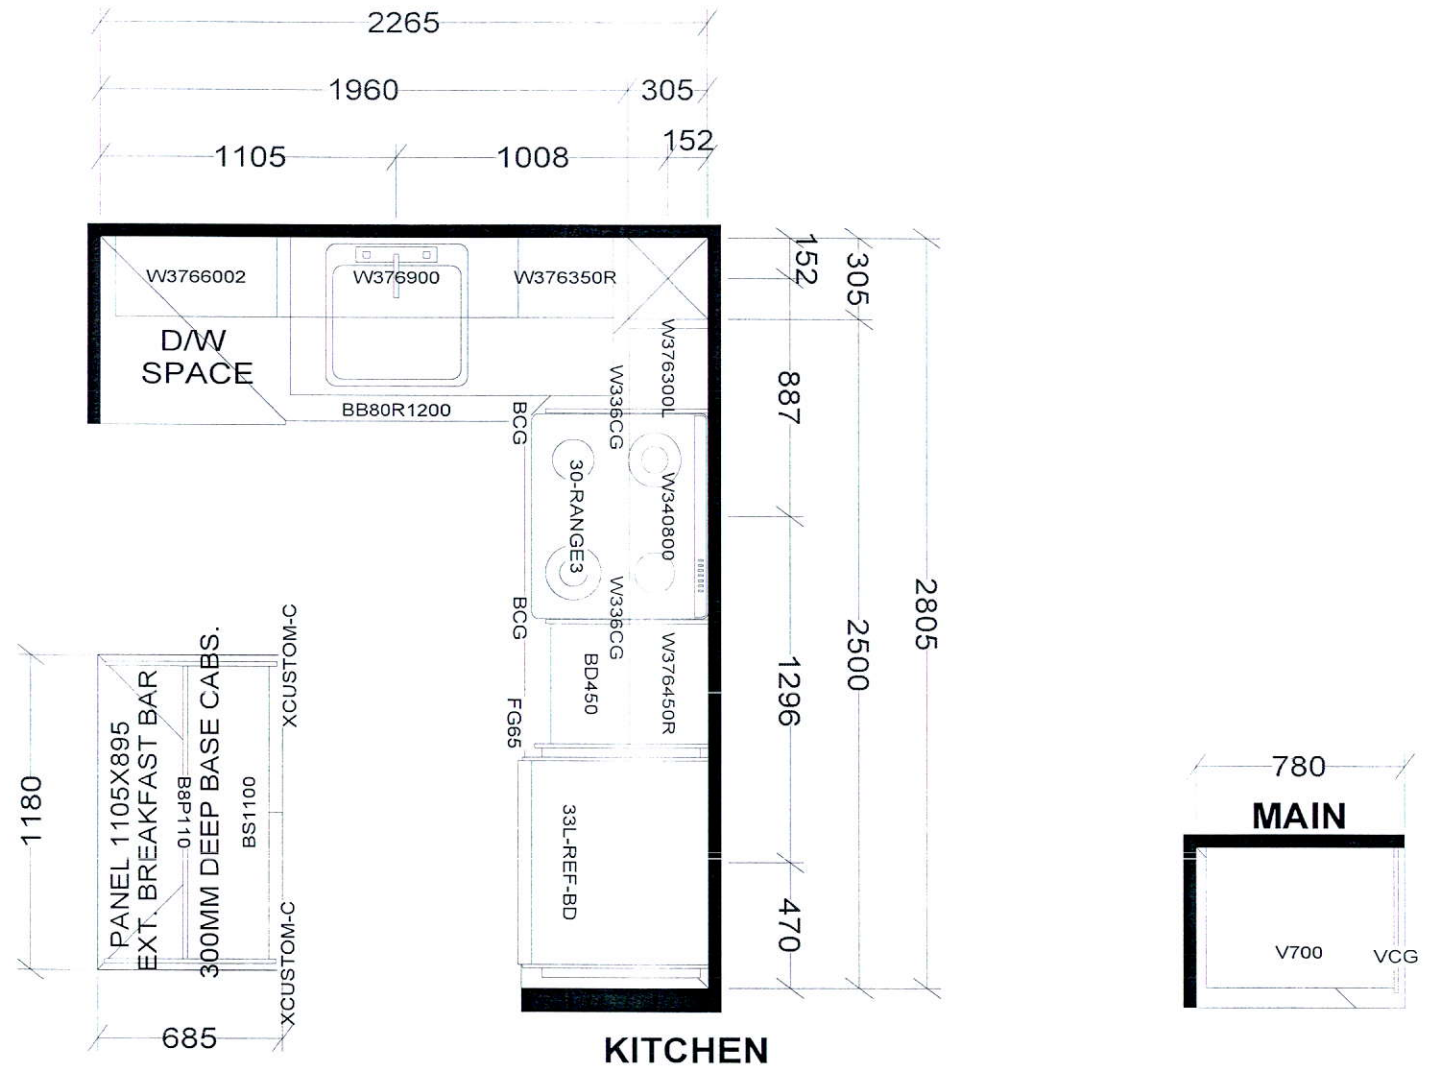 2265
1960
305
1105
1008
152
W3766002
W376900
W376350R
D/W
SPACE
BB80R1200
W376300L
W336CG
BCG
30-RANGE3
W340800
BCG
W336CG
BD450
W376450R
FG65
33L-REF-BD
152
305
887
2805
2500
1296
470
XCUSTOM-C
1180
PANEL 1105X895
EXT. BREAKFAST BAR
B8P110
300MM DEEP BASE CABS.
BS1100
XCUSTOM-C
685
KITCHEN
780
MAIN
V700
VCG